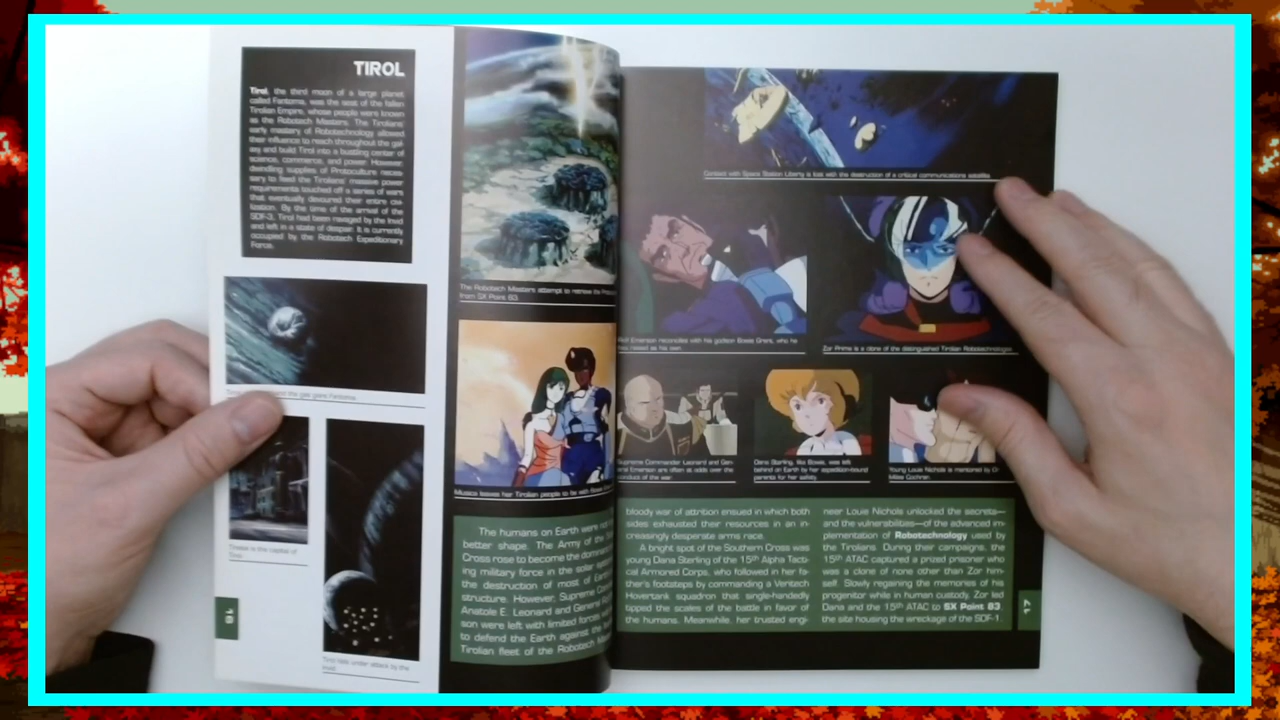 TIROL
Tirol, the third moon of a large planet
called Fantoma, was the seat of the fallen
Tirolian Empire, whose people were known
as the Robotech Masters. The Tirolians'
early mastery of Robotechnology allowed
their influence to reach throughout the gal-
axy and build Tirol into a bustling center of
science, commerce, and power. However,
dwindling supplies of Protoculture neces-
sary to feed the Tirolians' massive power
requirements touched off a series of wars
that eventually devoured their entire civi-
lization. By the time of the arrival of the
SDF-3, Tirol had been ravaged by the Invid
and left in a state of despair. It is currently
occupied by the Robotech Expeditionary
Force.
and the gas giant Fantoma.
Tiresia is the capital of
Tirol.
Tirol falls under attack by the
Invid.
16
The Robotech Masters attempt to retrieve the
from SX Point 83.
Musica leaves her Tirolian people to be with Bowie
The humans on Earth were not
better shape. The Army of the
Cross rose to become the
ing military force in the solar
the destruction of most of Earth's
structure. However, Supreme
Anatole E. Leonard and General
son were left with limited forces
to defend the Earth against the
Tirolian fleet of the Robotech
Contact with Space Station Liberty is lost with the destruction of a critical communications satellite.
Rolf Emerson reconciles with his godson Bowie Grant, who he
has raised as his own.
Zor Prime is a clone of the distinguished Tirolian Robotechnologist.
Supreme Commander Leonard and Gen-
eral Emerson are often at odds over the
conduct of the war.
Dana Sterling, like Bowie, was left
behind on Earth by her expedition-bound
parents for her safety.
Young Louie Nichols is mentored by
Miles Cochran.
bloody war of attrition ensued in which both
sides exhausted their resources in an in-
creasingly desperate arms race.
A bright spot of the Southern Cross was
young Dana Sterling of the 15th Alpha Tacti-
cal Armored Corps, who followed in her fa-
ther's footsteps by commanding a Veritech
Hovertank squadron that single-handedly
tipped the scales of the battle in favor of
the humans. Meanwhile, her trusted engi-
neer Louie Nichols unlocked the secrets—
and the vulnerabilities—of the advanced im-
plementation of Robotechnology used by
the Tirolians. During their campaigns, the
15th ATAC captured a prized prisoner who
was a clone of none other than Zor him-
self. Slowly regaining the memories of his
progenitor while in human custody, Zor led
Dana and the 15th ATAC to SX Point 83,
the site housing the wreckage of the SDF-1.
17